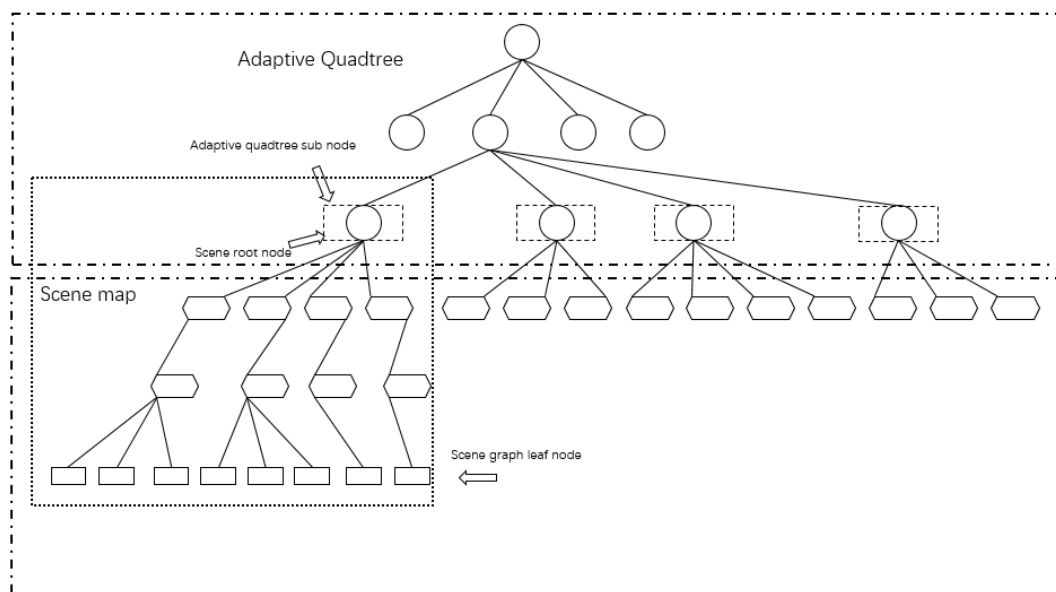 Adaptive Quadtree
Adaptive quadtree sub node
Scene root node
Scene map
Scene graph leaf node